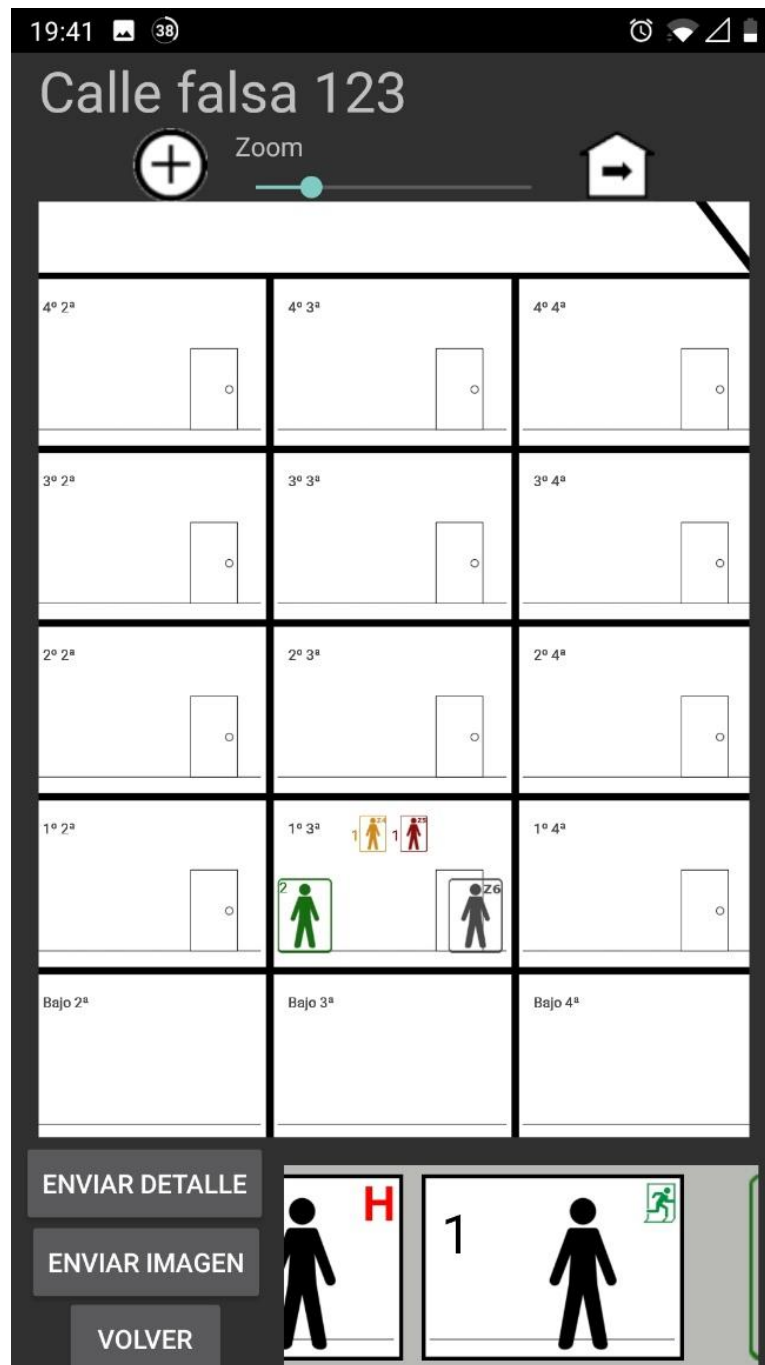 19:41 38
Calle falsa 123
Zoom
4º 2ª 4º 3ª 4º 4ª
3º 2ª 3º 3ª 3º 4ª
2º 2ª 2º 3ª 2º 4ª
1º 2ª 1º 3ª 1 Z4 1 Z5 1º 4ª
2 Z6
Bajo 2ª Bajo 3ª Bajo 4ª
ENVIAR DETALLE
H
1
ENVIAR IMAGEN
VOLVER